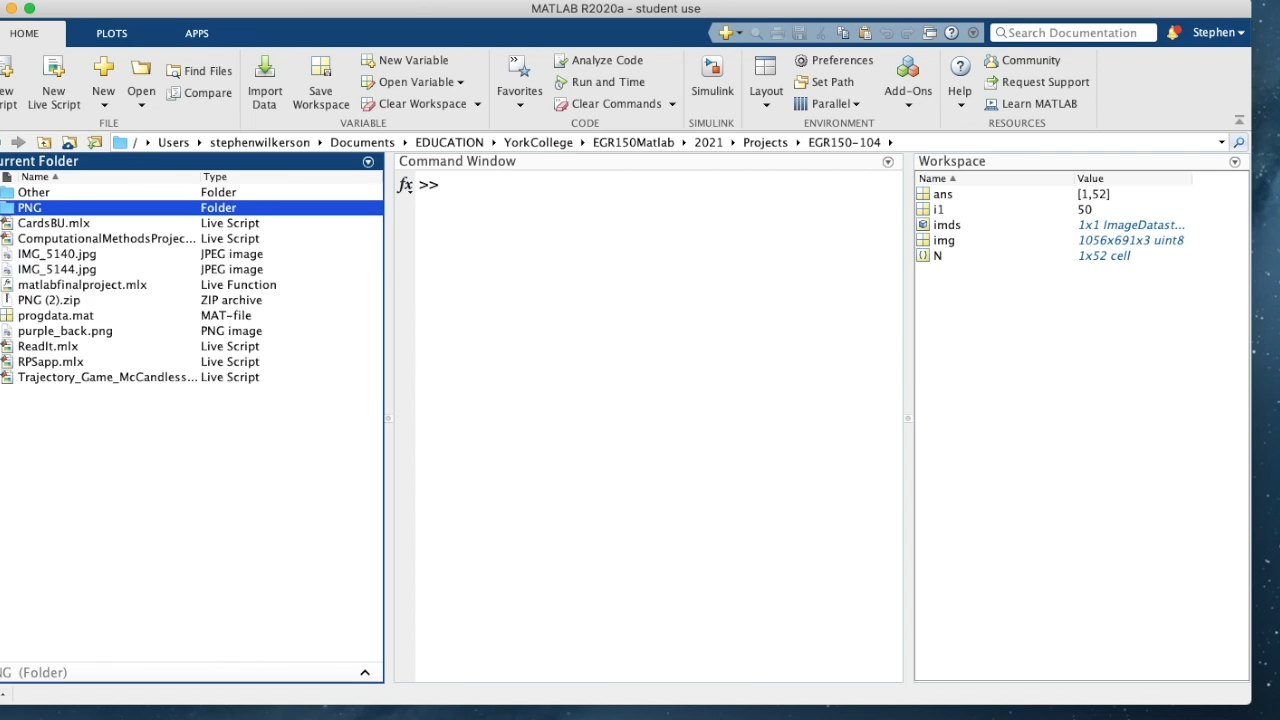 MATLAB R2020a - student use
HOME PLOTS APPS
Search Documentation
Stephen
New Live Script
New
Open
Find Files
Compare
FILE
Import Data
Save Workspace
New Variable
Open Variable
Clear Workspace
VARIABLE
Favorites
Analyze Code
Run and Time
Clear Commands
CODE
Simulink
SIMULINK
Layout
Preferences
Set Path
Parallel
Add-Ons
ENVIRONMENT
Help
Community
Request Support
Learn MATLAB
RESOURCES
/ Users stephenwilkerson Documents EDUCATION YorkCollege EGR150Matlab 2021 Projects EGR150-104
urrent Folder
Name Type
Other Folder
PNG Folder
CardsBU.mlx Live Script
ComputationalMethodsProjec... Live Script
IMG_5140.jpg JPEG image
IMG_5144.jpg JPEG image
matlabfinalproject.mlx Live Function
PNG (2).zip ZIP archive
progdata.mat MAT-file
purple_back.png PNG image
ReadIt.mlx Live Script
RPSapp.mlx Live Script
Trajectory_Game_McCandless... Live Script
NG (Folder)
Command Window
fx >>
Workspace
Name Value
ans [1,52]
i1 50
imds 1x1 ImageDatast...
img 1056x691x3 uint8
N 1x52 cell